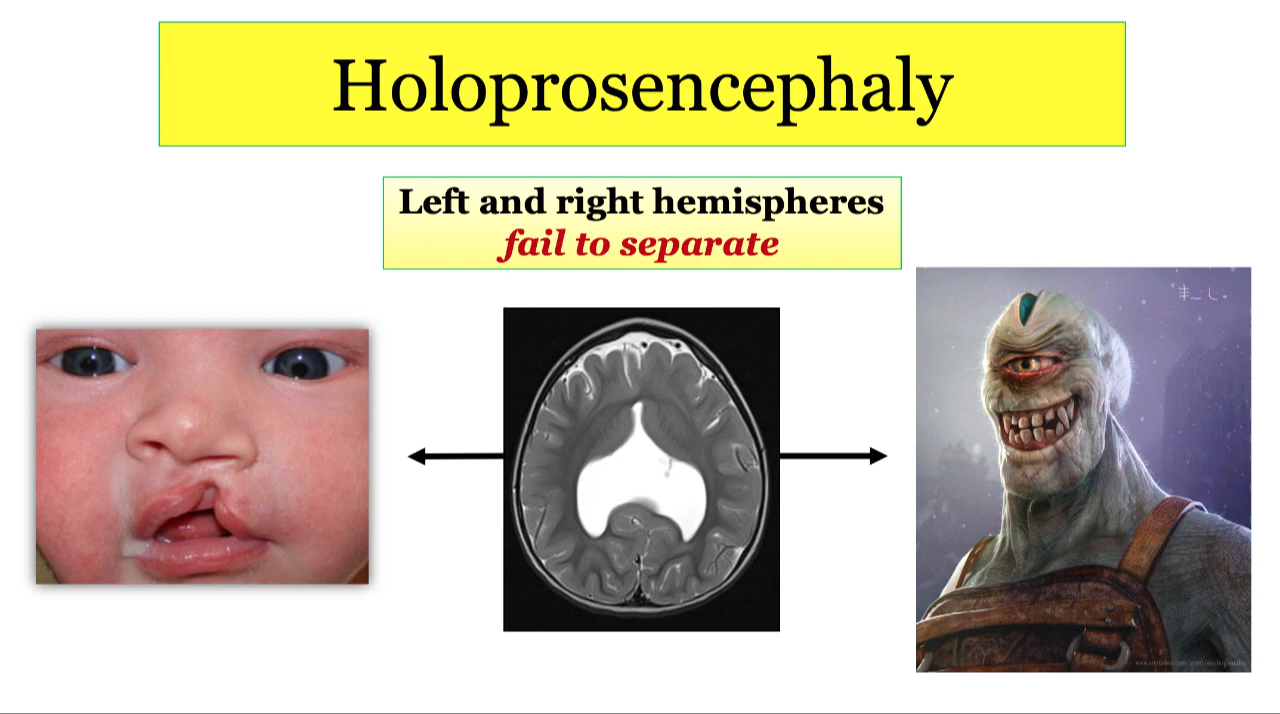 Holoprosencephaly
Left and right hemispheres
fail to separate